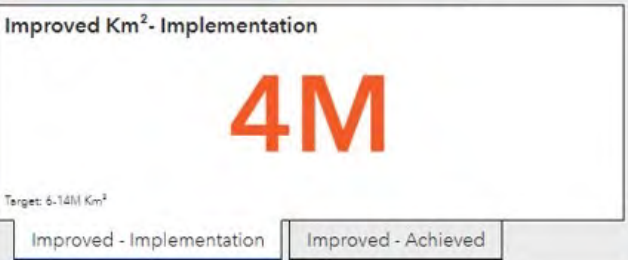 Improved Km²- Implementation
4M
Target: 6-14M Km²
Improved - Implementation
Improved - Achieved